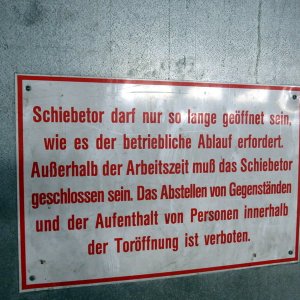 Schiebetor darf nur so lange geöffnet sein,
wie es der betriebliche Ablauf erfordert.
Außerhalb der Arbeitszeit muß das Schiebetor
geschlossen sein. Das Abstellen von Gegenständen
und der Aufenthalt von Personen innerhalb
der Toröffnung ist verboten.